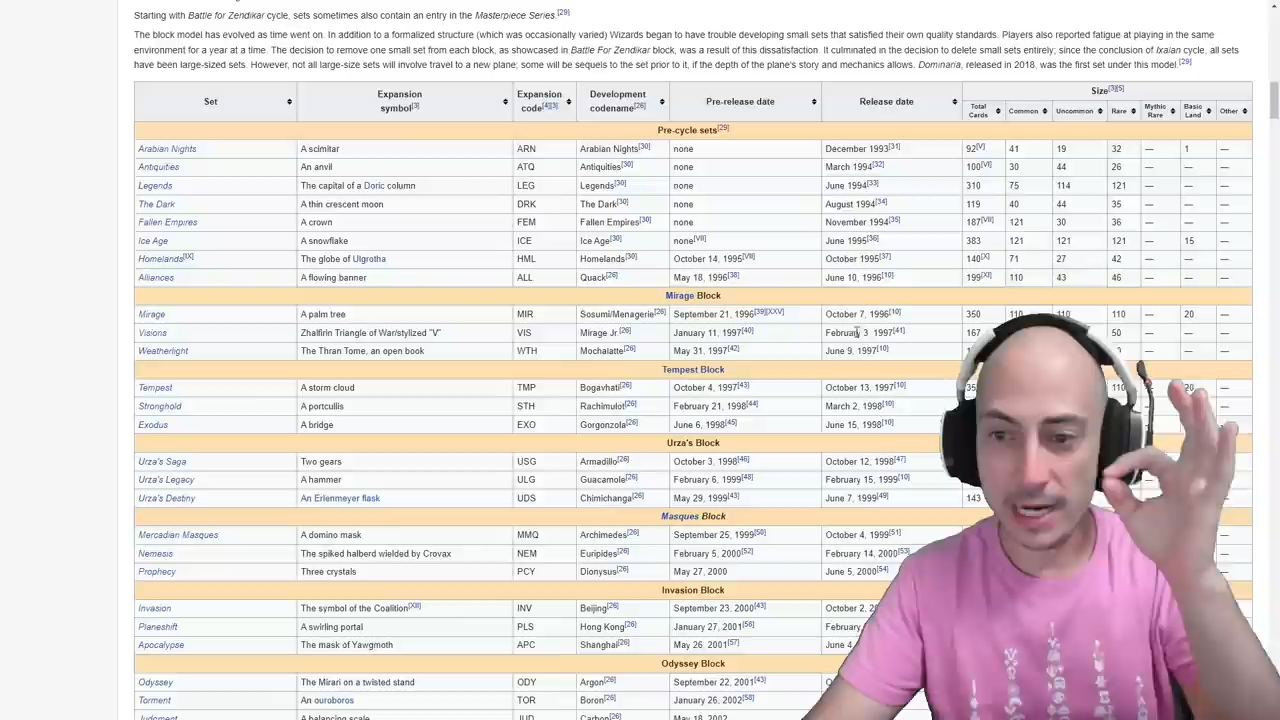 Starting with Battle for Zendikar cycle, sets sometimes also contain an entry in the Masterpiece Series.[29]
The block model has evolved as time went on. In addition to a formalized structure (which was occasionally varied) Wizards began to have trouble developing small sets that satisfied their own quality standards. Players also reported fatigue at playing in the same
environment for a year at a time. The decision to remove one small set from each block, as showcased in Battle For Zendikar block, was a result of this dissatisfaction. It culminated in the decision to delete small sets entirely; since the conclusion of Ixalan cycle, all sets
have been large-sized sets. However, not all large-size sets will involve travel to a new plane; some will be sequels to the set prior to it, if the depth of the plane's story and mechanics allows. Dominaria, released in 2018, was the first set under this model.[29]
Set Expansion symbol[3] Expansion code[4][3] Development codename[26] Pre-release date Release date Size[3][5]
Total Cards Common Uncommon Rare Mythic Rare Basic Land Other
Pre-cycle sets[29]
Arabian Nights A scimitar ARN Arabian Nights[30] none December 1993[31] 92[V] 41 19 32 — 1 —
Antiquities An anvil ATQ Antiquities[30] none March 1994[32] 100[VI] 30 44 26 — — —
Legends The capital of a Doric column LEG Legends[30] none June 1994[33] 310 75 114 121 — — —
The Dark A thin crescent moon DRK The Dark[30] none August 1994[34] 119 40 44 35 — — —
Fallen Empires A crown FEM Fallen Empires[30] none November 1994[35] 187[VII] 121 30 36 — — —
Ice Age A snowflake ICE Ice Age[30] none[VII] June 1995[36] 383 121 121 121 — 15 —
Homelands[IX] The globe of Ulgrotha HML Homelands[30] October 14, 1995[VII] October 1995[37] 140[X] 71 27 42 — — —
Alliances A flowing banner ALL Quack[26] May 18, 1996[38] June 10, 1996[10] 199[XI] 110 43 46 — — —
Mirage Block
Mirage A palm tree MIR Sosumi/Menagerie[26] September 21, 1996[39][XXV] October 7, 1996[10] 350 110 110 110 — 20 —
Visions Zhalfirin Triangle of War/stylized "V" VIS Mirage Jr.[26] January 11, 1997[40] February 3, 1997[41] 167 50 — — —
Weatherlight The Thran Tome, an open book WTH Mochalatte[26] May 31, 1997[42] June 9, 1997[10] — — —
Tempest Block
Tempest A storm cloud TMP Bogavhati[26] October 4, 1997[43] October 13, 1997[10] 110 20 —
Stronghold A portcullis STH Rachimulot[26] February 21, 1998[44] March 2, 1998[10] —
Exodus A bridge EXO Gorgonzola[26] June 6, 1998[45] June 15, 1998[10] —
Urza's Block
Urza's Saga Two gears USG Armadillo[26] October 3, 1998[46] October 12, 1998[47] —
Urza's Legacy A hammer ULG Guacamole[26] February 6, 1999[48] February 15, 1999[10] —
Urza's Destiny An Erlenmeyer flask UDS Chimichanga[26] May 29, 1999[43] June 7, 1999[49] 143 —
Masques Block
Mercadian Masques A domino mask MMQ Archimedes[26] September 25, 1999[50] October 4, 1999[51] —
Nemesis The spiked halberd wielded by Crovax NEM Euripides[26] February 5, 2000[52] February 14, 2000[53] —
Prophecy Three crystals PCY Dionysus[26] May 27, 2000 June 5, 2000[54] —
Invasion Block
Invasion The symbol of the Coalition[XII] INV Beijing[26] September 23, 2000[43] October 2, —
Planeshift A swirling portal PLS Hong Kong[26] January 27, 2001[56] February —
Apocalypse The mask of Yawgmoth APC Shanghai[26] May 26, 2001[57] June 4 —
Odyssey Block
Odyssey The Mirari on a twisted stand ODY Argon[26] September 22, 2001[43] —
Torment An ouroboros TOR Boron[26] January 26, 2002[58] —
Judgment A balancing scale JUD Carbon[26] May 18, 2002